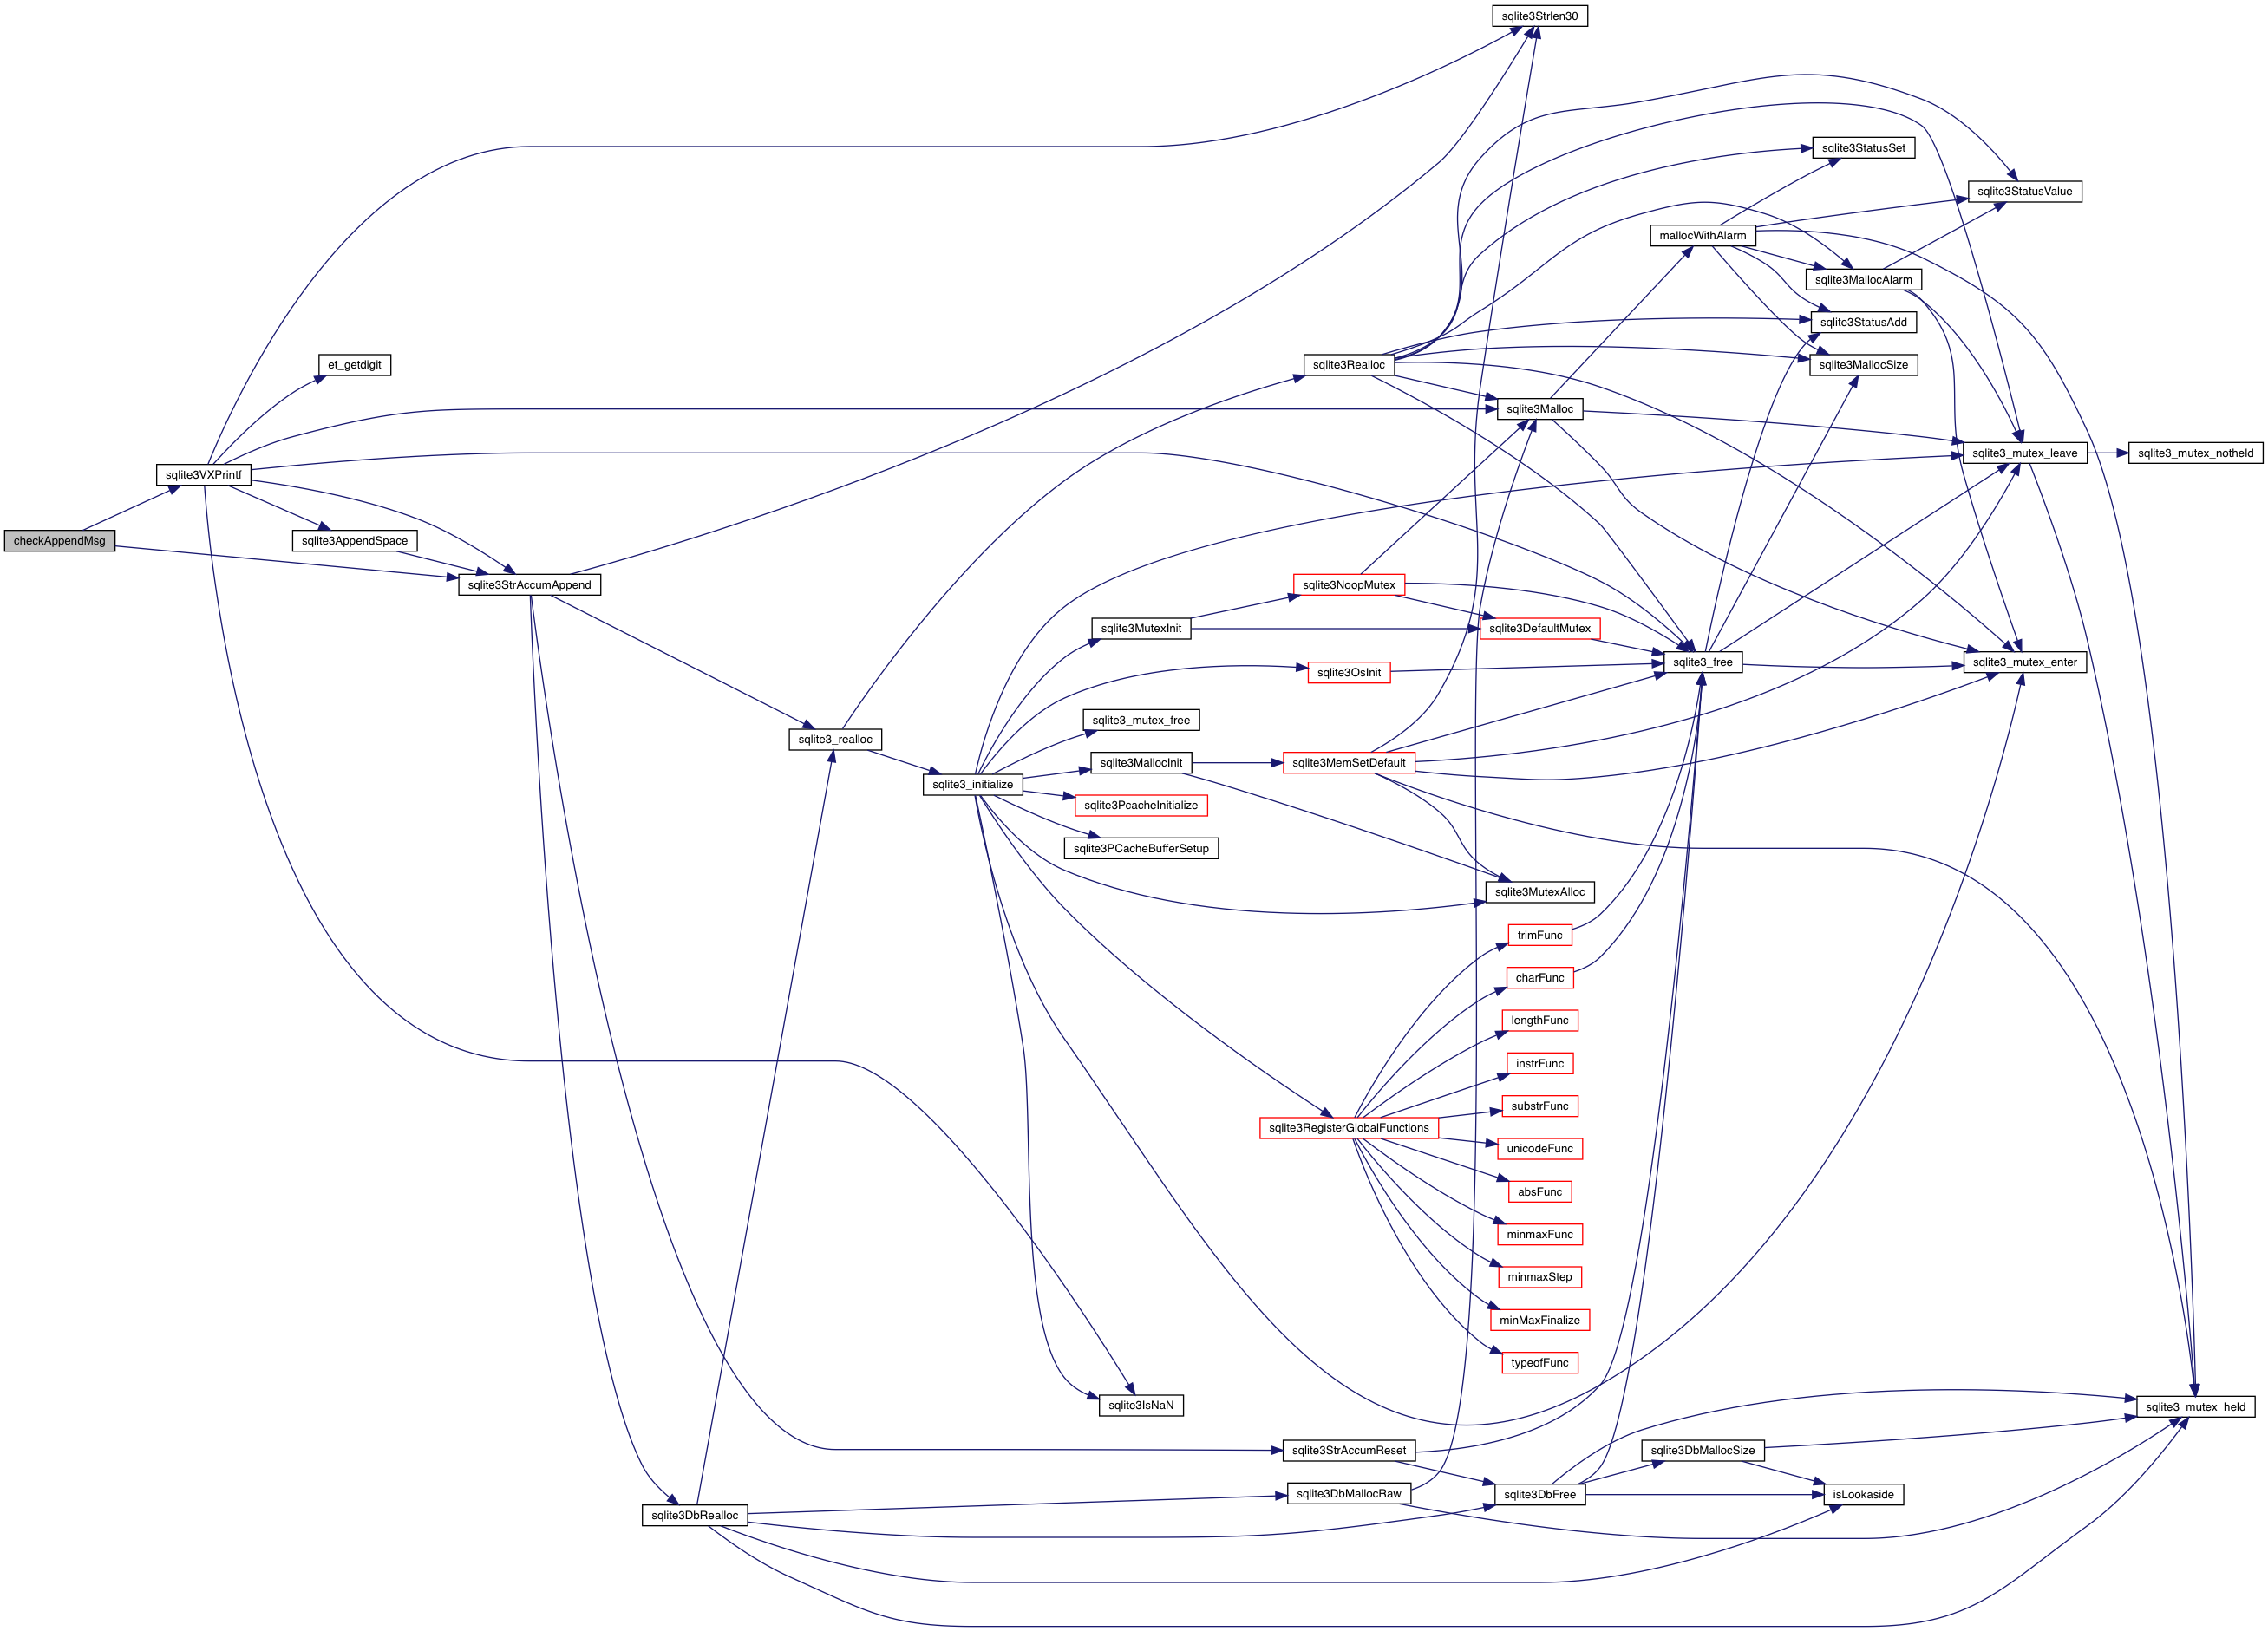 sqlite3Strlen30
sqlite3StatusSet
sqlite3StatusValue
mallocWithAlarm
sqlite3MallocAlarm
sqlite3StatusAdd
et_getdigit
sqlite3Realloc
sqlite3MallocSize
sqlite3Malloc
sqlite3_mutex_leave
sqlite3_mutex_notheld
sqlite3VXPrintf
checkAppendMsg
sqlite3AppendSpace
sqlite3StrAccumAppend
sqlite3NoopMutex
sqlite3MutexInit
sqlite3DefaultMutex
sqlite3_free
sqlite3_mutex_enter
sqlite3OsInit
sqlite3_mutex_free
sqlite3_realloc
sqlite3MallocInit
sqlite3MemSetDefault
sqlite3_initialize
sqlite3PcacheInitialize
sqlite3PCacheBufferSetup
sqlite3MutexAlloc
trimFunc
charFunc
lengthFunc
instrFunc
substrFunc
sqlite3RegisterGlobalFunctions
unicodeFunc
absFunc
minmaxFunc
minmaxStep
minMaxFinalize
typeofFunc
sqlite3IsNaN
sqlite3_mutex_held
sqlite3StrAccumReset
sqlite3DbMallocSize
sqlite3DbMallocRaw
sqlite3DbFree
isLookaside
sqlite3DbRealloc